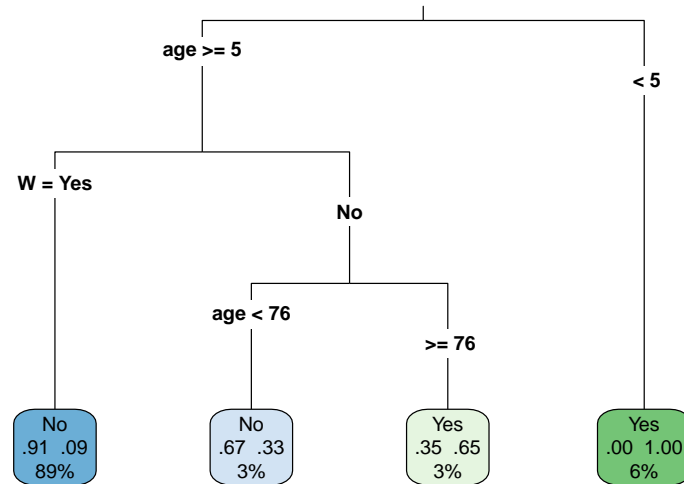 age >= 5
< 5
W = Yes
No
age < 76
>= 76
No
.91 .09
89%
No
.67 .33
3%
Yes
.35 .65
3%
Yes
.00 1.00
6%